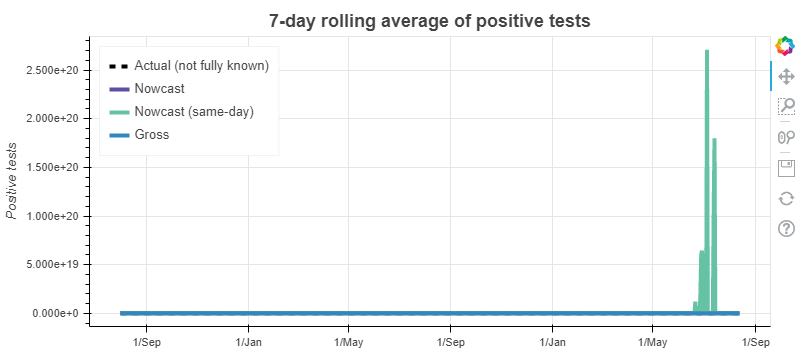 7-day rolling average of positive tests
Actual (not fully known)
Nowcast
Nowcast (same-day)
Gross
Positive tests
2.500e+20
2.000e+20
1.500e+20
1.000e+20
5.000e+19
0.000e+0
1/Sep 1/Jan 1/May 1/Sep 1/Jan 1/May 1/Sep